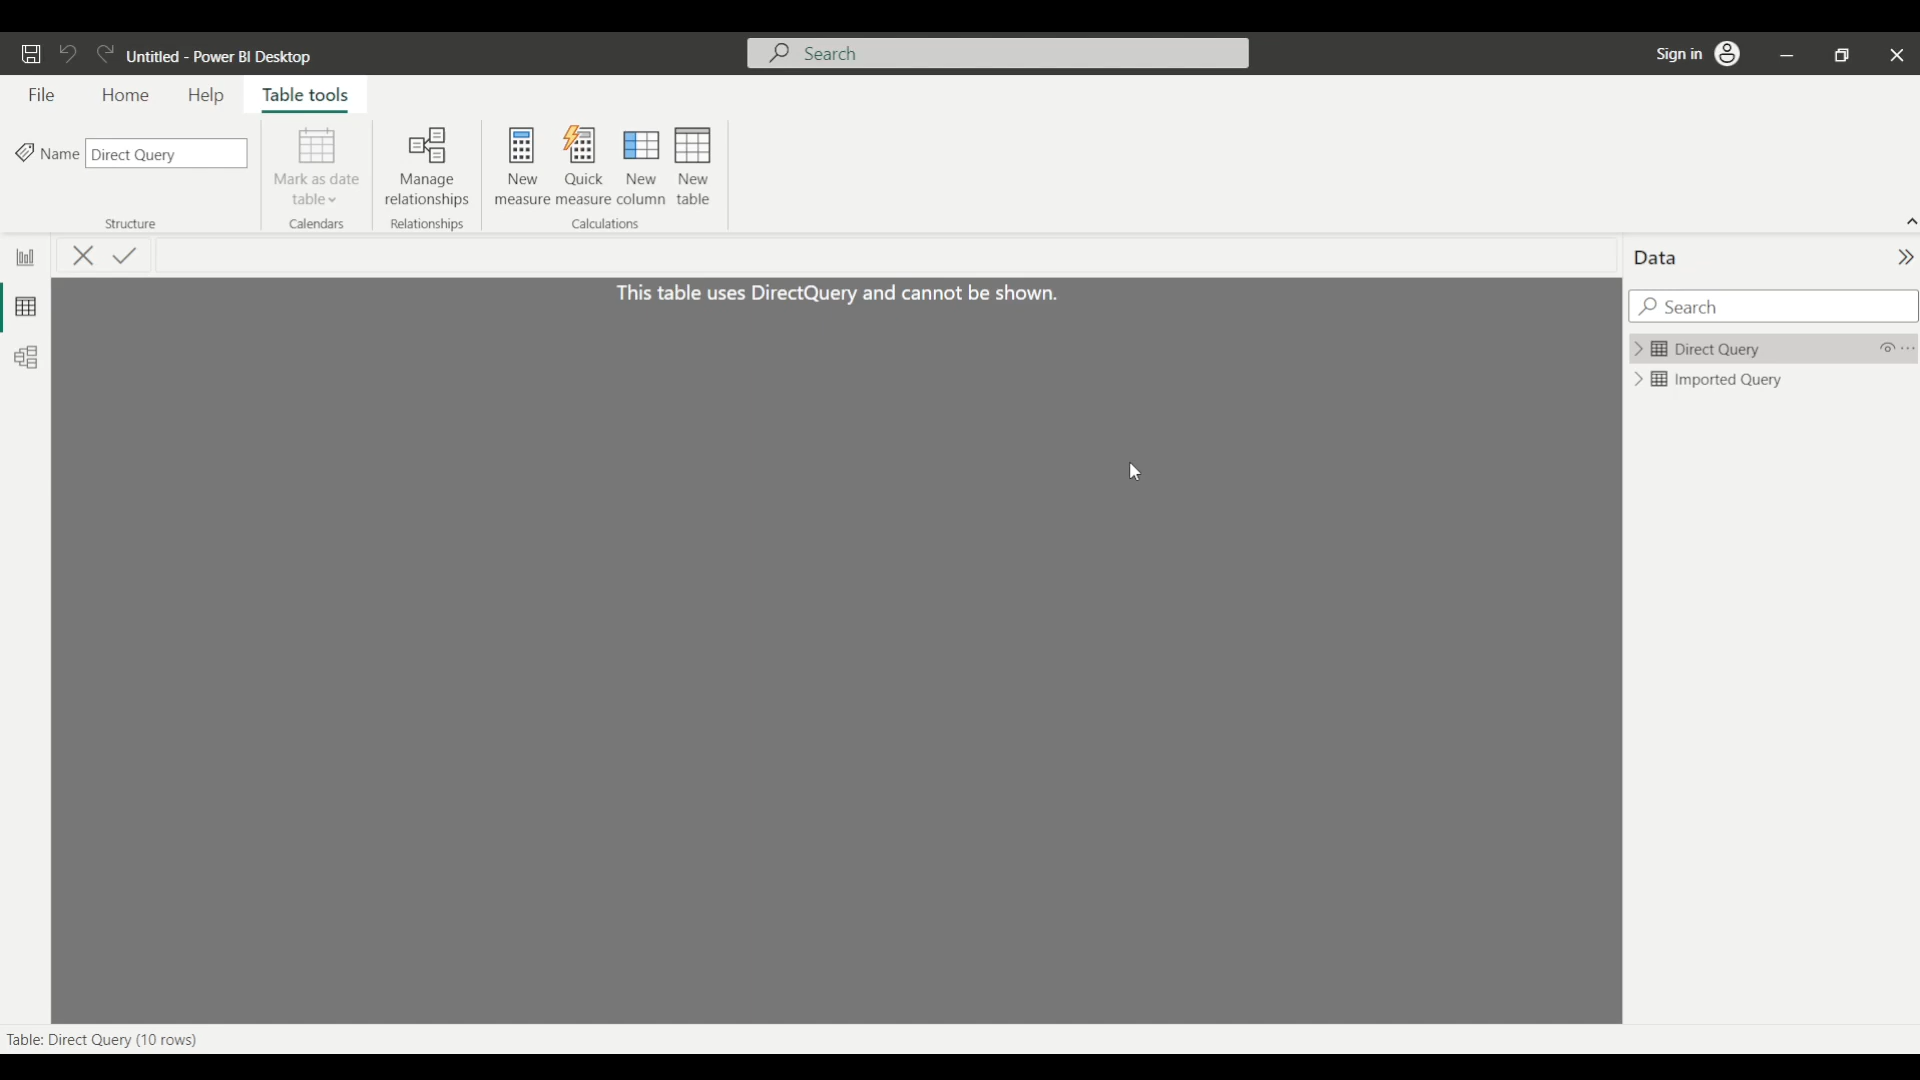 Untitled - Power BI Desktop
Search
Sign in
File
Home
Help
Table tools
Name
Direct Query
Mark as date
table
Manage
relationships
New
measure
Quick
measure
New
column
New
table
Structure
Calendars
Relationships
Calculations
Data
This table uses DirectQuery and cannot be shown.
Search
Direct Query
Imported Query
Table: Direct Query (10 rows)